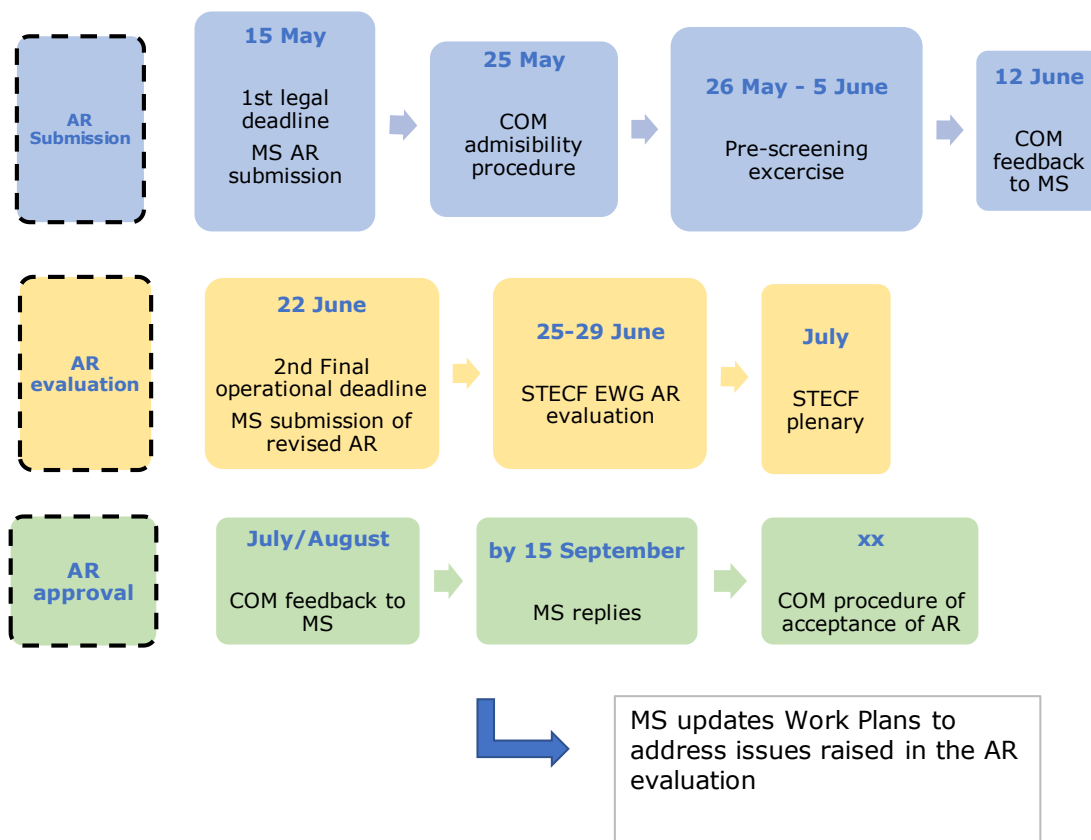 AR
Submission
15 May
1st legal
deadline
MS AR
submission
25 May
COM
admisibility
procedure
26 May - 5 June
Pre-screening
excercise
12 June
COM
feedback
to MS
AR
evaluation
22 June
2nd Final
operational deadline
MS submission of
revised AR
25-29 June
STECF EWG AR
evaluation
July
STECF
plenary
AR
approval
July/August
COM feedback to
MS
by 15 September
MS replies
xx
COM procedure of
acceptance of AR
MS updates Work Plans to
address issues raised in the AR
evaluation